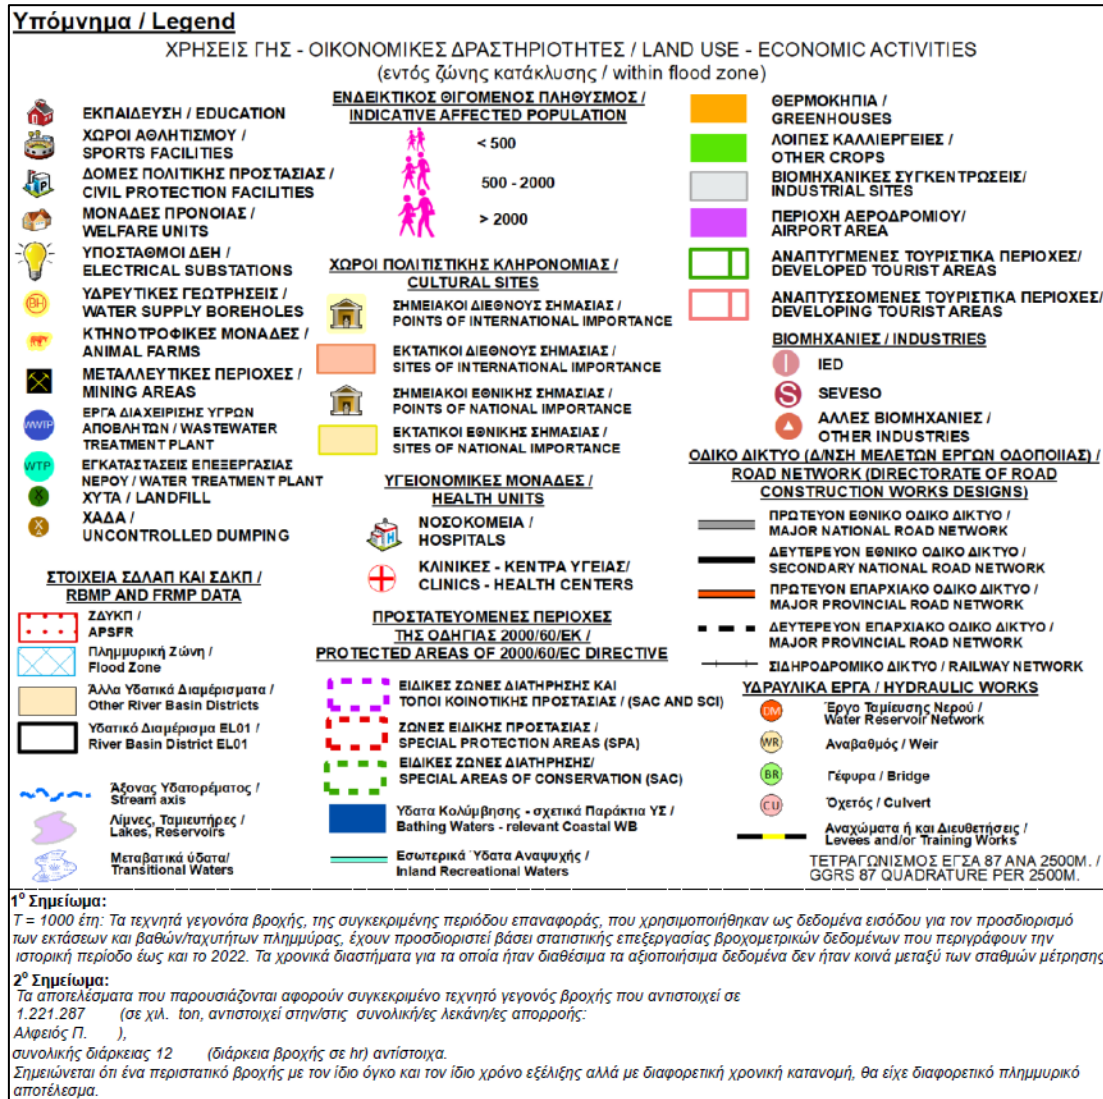 Υπόμνημα / Legend
ΧΡΗΣΕΙΣ ΓΗΣ - ΟΙΚΟΝΟΜΙΚΕΣ ΔΡΑΣΤΗΡΙΟΤΗΤΕΣ / LAND USE - ECONOMIC ACTIVITIES
(εντός ζώνης κατάκλυσης / within flood zone)
ΕΚΠΑΙΔΕΥΣΗ / EDUCATION
ΧΩΡΟΙ ΑΘΛΗΤΙΣΜΟΥ /
SPORTS FACILITIES
ΔΟΜΕΣ ΠΟΛΙΤΙΚΗΣ ΠΡΟΣΤΑΣΙΑΣ /
CIVIL PROTECTION FACILITIES
ΜΟΝΑΔΕΣ ΠΡΟΝΟΙΑΣ /
WELFARE UNITS
ΥΠΟΣΤΑΘΜΟΙ ΔΕΗ /
ELECTRICAL SUBSTATIONS
BH
ΥΔΡΕΥΤΙΚΕΣ ΓΕΩΤΡΗΣΕΙΣ /
WATER SUPPLY BOREHOLES
ΚΤΗΝΟΤΡΟΦΙΚΕΣ ΜΟΝΑΔΕΣ /
ANIMAL FARMS
ΜΕΤΑΛΛΕΥΤΙΚΕΣ ΠΕΡΙΟΧΕΣ /
MINING AREAS
WWTP
ΕΡΓΑ ΔΙΑΧΕΙΡΙΣΗΣ ΥΓΡΩΝ
ΑΠΟΒΛΗΤΩΝ / WASTEWATER
TREATMENT PLANT
WTP
ΕΓΚΑΤΑΣΤΑΣΕΙΣ ΕΠΕΞΕΡΓΑΣΙΑΣ
ΝΕΡΟΥ / WATER TREATMENT PLANT
X
ΧΥΤΑ / LANDFILL
X
ΧΑΔΑ /
UNCONTROLLED DUMPING
ΣΤΟΙΧΕΙΑ ΣΔΛΑΠ ΚΑΙ ΣΔΚΠ /
RBMP AND FRMP DATA
ΖΔΥΚΠ /
APSFR
Πλημμυρική Ζώνη /
Flood Zone
Άλλα Υδατικά Διαμέρισματα /
Other River Basin Districts
Υδατικό Διαμέρισμα EL01 /
River Basin District EL01
Άξονας Υδατορέματος /
Stream axis
Λίμνες, Ταμιευτήρες /
Lakes, Reservoirs
Μεταβατικά ύδατα/
Transitional Waters
ΕΝΔΕΙΚΤΙΚΟΣ ΘΙΓΟΜΕΝΟΣ ΠΛΗΘΥΣΜΟΣ /
INDICATIVE AFFECTED POPULATION
< 500
500 - 2000
> 2000
ΧΩΡΟΙ ΠΟΛΙΤΙΣΤΙΚΗΣ ΚΛΗΡΟΝΟΜΙΑΣ /
CULTURAL SITES
ΣΗΜΕΙΑΚΟΙ ΔΙΕΘΝΟΥΣ ΣΗΜΑΣΙΑΣ /
POINTS OF INTERNATIONAL IMPORTANCE
ΕΚΤΑΤΙΚΟΙ ΔΙΕΘΝΟΥΣ ΣΗΜΑΣΙΑΣ /
SITES OF INTERNATIONAL IMPORTANCE
ΣΗΜΕΙΑΚΟΙ ΕΘΝΙΚΗΣ ΣΗΜΑΣΙΑΣ /
POINTS OF NATIONAL IMPORTANCE
ΕΚΤΑΤΙΚΟΙ ΕΘΝΙΚΗΣ ΣΗΜΑΣΙΑΣ /
SITES OF NATIONAL IMPORTANCE
ΥΓΕΙΟΝΟΜΙΚΕΣ ΜΟΝΑΔΕΣ /
HEALTH UNITS
ΝΟΣΟΚΟΜΕΙΑ /
HOSPITALS
ΚΛΙΝΙΚΕΣ - ΚΕΝΤΡΑ ΥΓΕΙΑΣ/
CLINICS - HEALTH CENTERS
ΠΡΟΣΤΑΤΕΥΟΜΕΝΕΣ ΠΕΡΙΟΧΕΣ
ΤΗΣ ΟΔΗΓΙΑΣ 2000/60/ΕΚ /
PROTECTED AREAS OF 2000/60/EC DIRECTIVE
ΕΙΔΙΚΕΣ ΖΩΝΕΣ ΔΙΑΤΗΡΗΣΗΣ ΚΑΙ
ΤΟΠΟΙ ΚΟΙΝΟΤΙΚΗΣ ΠΡΟΣΤΑΣΙΑΣ / (SAC AND SCI)
ΖΩΝΕΣ ΕΙΔΙΚΗΣ ΠΡΟΣΤΑΣΙΑΣ /
SPECIAL PROTECTION AREAS (SPA)
ΕΙΔΙΚΕΣ ΖΩΝΕΣ ΔΙΑΤΗΡΗΣΗΣ/
SPECIAL AREAS OF CONSERVATION (SAC)
Υδατα Κολύμβησης - σχετικά Παράκτια ΥΣ /
Bathing Waters - relevant Coastal WB
Εσωτερικά Ύδατα Αναψυχής /
Inland Recreational Waters
ΘΕΡΜΟΚΗΠΙΑ /
GREENHOUSES
ΛΟΙΠΕΣ ΚΑΛΛΙΕΡΓΕΙΕΣ /
OTHER CROPS
ΒΙΟΜΗΧΑΝΙΚΕΣ ΣΥΓΚΕΝΤΡΩΣΕΙΣ/
INDUSTRIAL SITES
ΠΕΡΙΟΧΗ ΑΕΡΟΔΡΟΜΙΟΥ/
AIRPORT AREA
ΑΝΑΠΤΥΓΜΕΝΕΣ ΤΟΥΡΙΣΤΙΚΑ ΠΕΡΙΟΧΕΣ/
DEVELOPED TOURIST AREAS
ΑΝΑΠΤΥΣΣΟΜΕΝΕΣ ΤΟΥΡΙΣΤΙΚΑ ΠΕΡΙΟΧΕΣ/
DEVELOPING TOURIST AREAS
ΒΙΟΜΗΧΑΝΙΕΣ / INDUSTRIES
I
IED
S
SEVESO
ΑΛΛΕΣ ΒΙΟΜΗΧΑΝΙΕΣ /
OTHER INDUSTRIES
ΟΔΙΚΟ ΔΙΚΤΥΟ (Δ/ΝΣΗ ΜΕΛΕΤΩΝ ΕΡΓΩΝ ΟΔΟΠΟΙΙΑΣ) /
ROAD NETWORK (DIRECTORATE OF ROAD
CONSTRUCTION WORKS DESIGNS)
ΠΡΩΤΕΥΟΝ ΕΘΝΙΚΟ ΟΔΙΚΟ ΔΙΚΤΥΟ /
MAJOR NATIONAL ROAD NETWORK
ΔΕΥΤΕΡΕΥΟΝ ΕΘΝΙΚΟ ΟΔΙΚΟ ΔΙΚΤΥΟ /
SECONDARY NATIONAL ROAD NETWORK
ΠΡΩΤΕΥΟΝ ΕΠΑΡΧΙΑΚΟ ΟΔΙΚΟ ΔΙΚΤΥΟ /
MAJOR PROVINCIAL ROAD NETWORK
ΔΕΥΤΕΡΕΥΟΝ ΕΠΑΡΧΙΑΚΟ ΟΔΙΚΟ ΔΙΚΤΥΟ /
MAJOR PROVINCIAL ROAD NETWORK
ΣΙΔΗΡΟΔΡΟΜΙΚΟ ΔΙΚΤΥΟ / RAILWAY NETWORK
ΥΔΡΑΥΛΙΚΑ ΕΡΓΑ / HYDRAULIC WORKS
DM
Έργο Ταμίευσης Νερού /
Water Reservoir Network
WR
Αναβαθμός / Weir
BR
Γέφυρα / Bridge
CU
Όχετός / Culvert
Αναχώματα ή και Διευθετήσεις /
Levees and/or Training Works
ΤΕΤΡΑΓΩΝΙΣΜΟΣ ΕΓΣΑ 87 ΑΝΑ 2500Μ. /
GGRS 87 QUADRATURE PER 2500M.
1º Σημείωμα:
T = 1000 έτη: Τα τεχνητά γεγονότα βροχής, της συγκεκριμένης περιόδου επαναφοράς, που χρησιμοποιήθηκαν ως δεδομένα εισόδου για τον προσδιορισμό
των εκτάσεων και βαθών/ταχυτήτων πλημμύρας, έχουν προσδιοριστεί βάσει στατιστικής επεξεργασίας βροχομετρικών δεδομένων που περιγράφουν την
ιστορική περίοδο έως και το 2022. Τα χρονικά διαστήματα για τα οποία ήταν διαθέσιμα τα αξιοποιήσιμα δεδομένα δεν ήταν κοινά μεταξύ των σταθμών μέτρησης
2º Σημείωμα:
Τα αποτελέσματα που παρουσιάζονται αφορούν συγκεκριμένο τεχνητό γεγονός βροχής που αντιστοιχεί σε
1.221.287 (σε χιλ. ton, αντιστοιχεί στην/στις συνολική/ες λεκάνη/ες απορροής:
Αλφειός Π. ),
συνολικής διάρκειας 12 (διάρκεια βροχής σε hr) αντίστοιχα.
Σημειώνεται ότι ένα περιστατικό βροχής με τον ίδιο όγκο και τον ίδιο χρόνο εξέλιξης αλλά με διαφορετική χρονική κατανομή, θα είχε διαφορετικό πλημμυρικό
αποτέλεσμα.